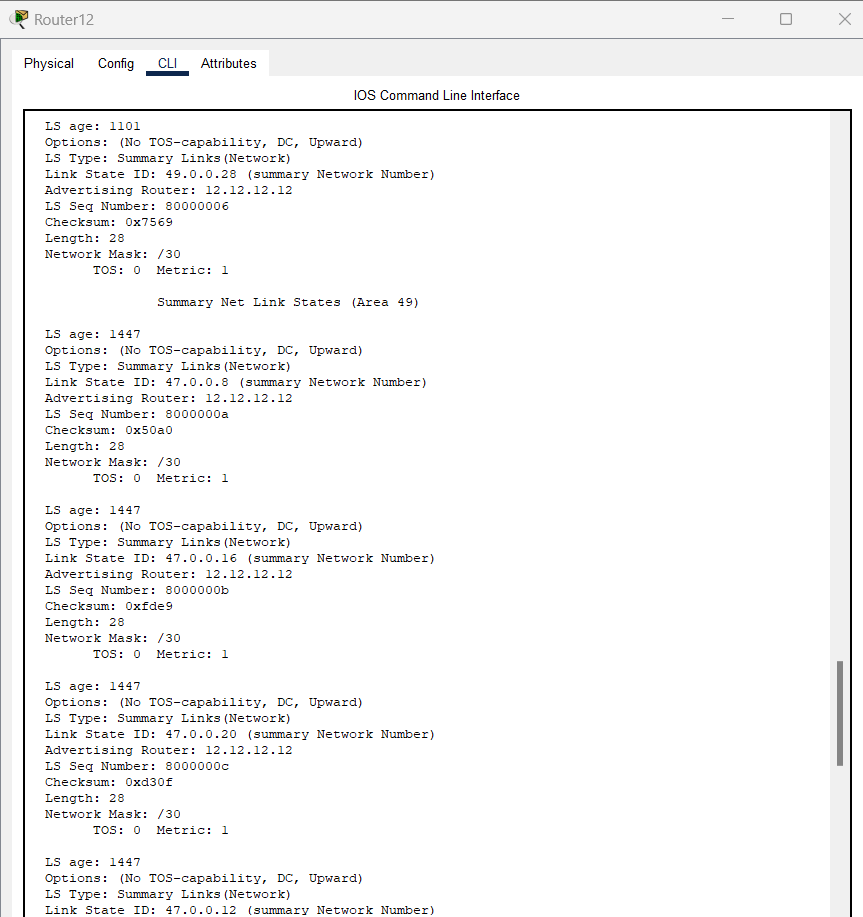 Router12
Physical Config CLI Attributes
IOS Command Line Interface
LS age: 1101
Options: (No TOS-capability, DC, Upward)
LS Type: Summary Links(Network)
Link State ID: 49.0.0.28 (summary Network Number)
Advertising Router: 12.12.12.12
LS Seq Number: 80000006
Checksum: 0x7569
Length: 28
Network Mask: /30
TOS: 0 Metric: 1
Summary Net Link States (Area 49)
LS age: 1447
Options: (No TOS-capability, DC, Upward)
LS Type: Summary Links(Network)
Link State ID: 47.0.0.8 (summary Network Number)
Advertising Router: 12.12.12.12
LS Seq Number: 8000000a
Checksum: 0x50a0
Length: 28
Network Mask: /30
TOS: 0 Metric: 1
LS age: 1447
Options: (No TOS-capability, DC, Upward)
LS Type: Summary Links(Network)
Link State ID: 47.0.0.16 (summary Network Number)
Advertising Router: 12.12.12.12
LS Seq Number: 8000000b
Checksum: 0xfde9
Length: 28
Network Mask: /30
TOS: 0 Metric: 1
LS age: 1447
Options: (No TOS-capability, DC, Upward)
LS Type: Summary Links(Network)
Link State ID: 47.0.0.20 (summary Network Number)
Advertising Router: 12.12.12.12
LS Seq Number: 8000000c
Checksum: 0xd30f
Length: 28
Network Mask: /30
TOS: 0 Metric: 1
LS age: 1447
Options: (No TOS-capability, DC, Upward)
LS Type: Summary Links(Network)
Link State ID: 47.0.0.12 (summary Network Number)